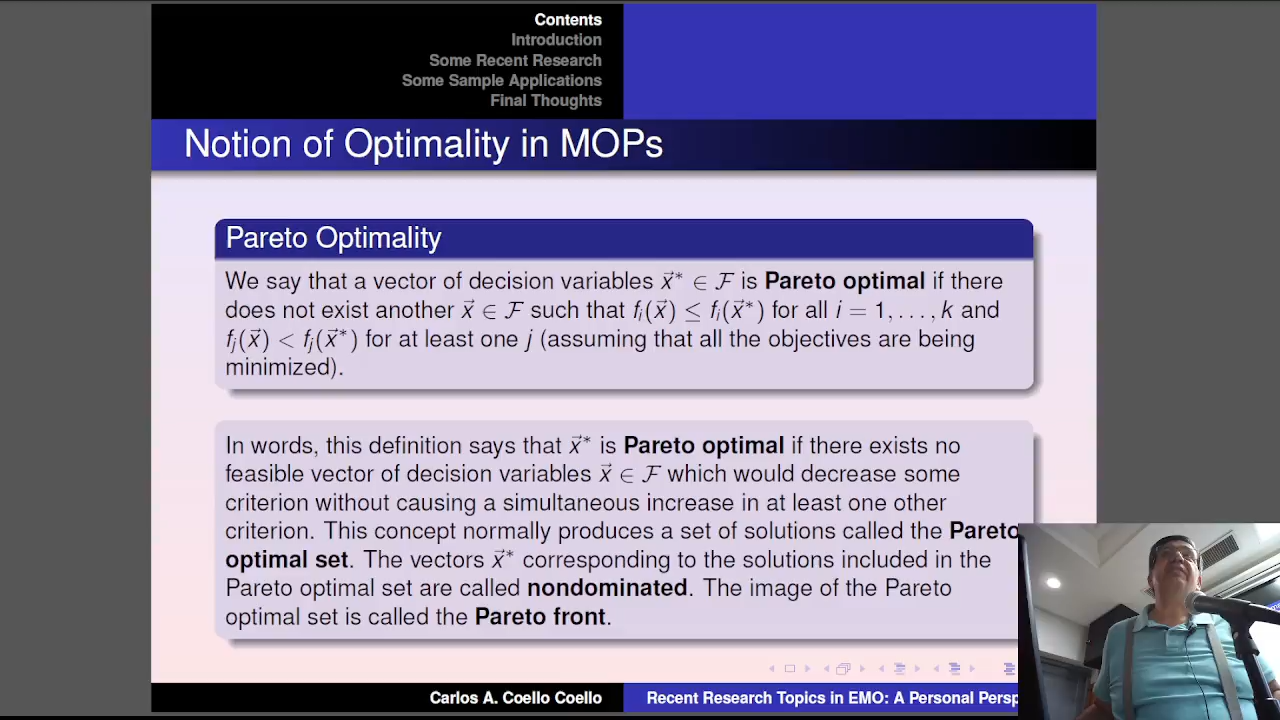 Contents
Introduction
Some Recent Research
Some Sample Applications
Final Thoughts
Notion of Optimality in MOPs
Pareto Optimality
We say that a vector of decision variables x⃗* ∈ ℱ is Pareto optimal if there
does not exist another x⃗ ∈ ℱ such that fᵢ(x⃗) ≤ fᵢ(x⃗*) for all i = 1, . . . , k and
fⱼ(x⃗) < fⱼ(x⃗*) for at least one j (assuming that all the objectives are being
minimized).
In words, this definition says that x⃗* is Pareto optimal if there exists no
feasible vector of decision variables x⃗ ∈ ℱ which would decrease some
criterion without causing a simultaneous increase in at least one other
criterion. This concept normally produces a set of solutions called the Pareto
optimal set. The vectors x⃗* corresponding to the solutions included in the
Pareto optimal set are called nondominated. The image of the Pareto
optimal set is called the Pareto front.
Carlos A. Coello Coello
Recent Research Topics in EMO: A Personal Persp